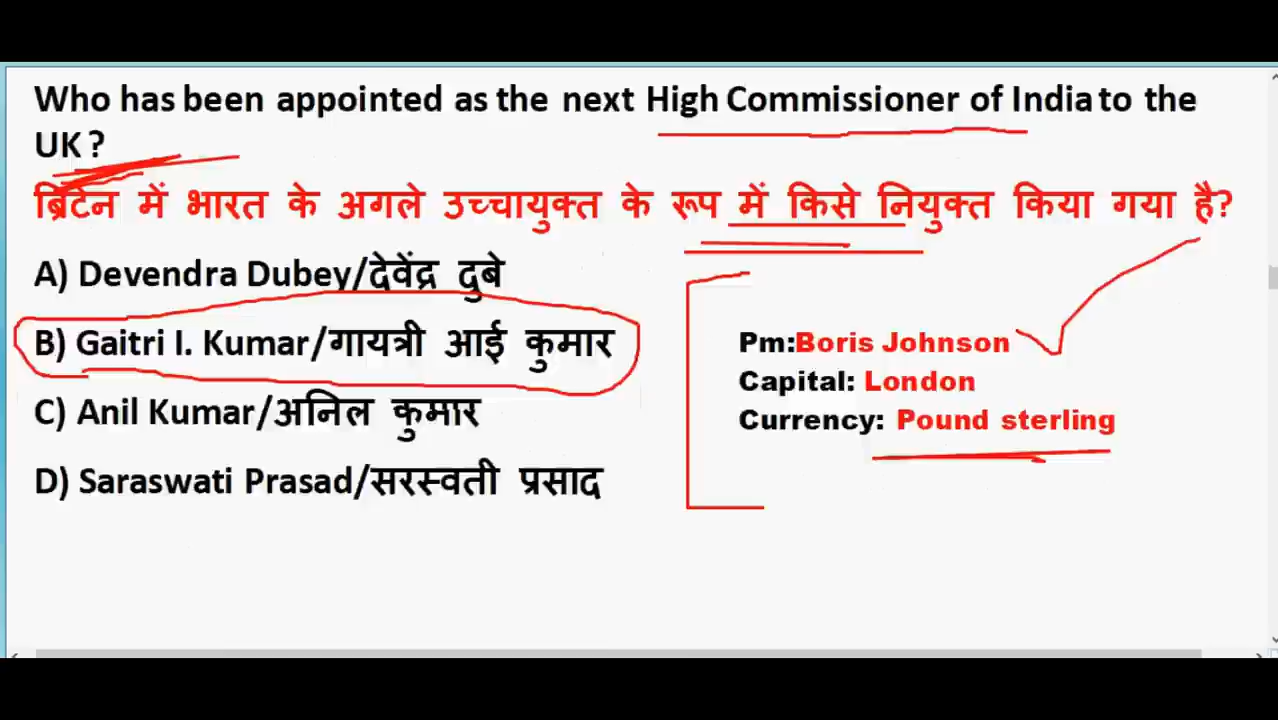 Who has been appointed as the next High Commissioner of India to the
UK?
ब्रिटेन में भारत के अगले उच्चायुक्त के रूप में किसे नियुक्त किया गया है?
A) Devendra Dubey/देवेंद्र दुबे
B) Gaitri I. Kumar/गायत्री आई कुमार
C) Anil Kumar/अनिल कुमार
D) Saraswati Prasad/सरस्वती प्रसाद
Pm:Boris Johnson
Capital: London
Currency: Pound sterling